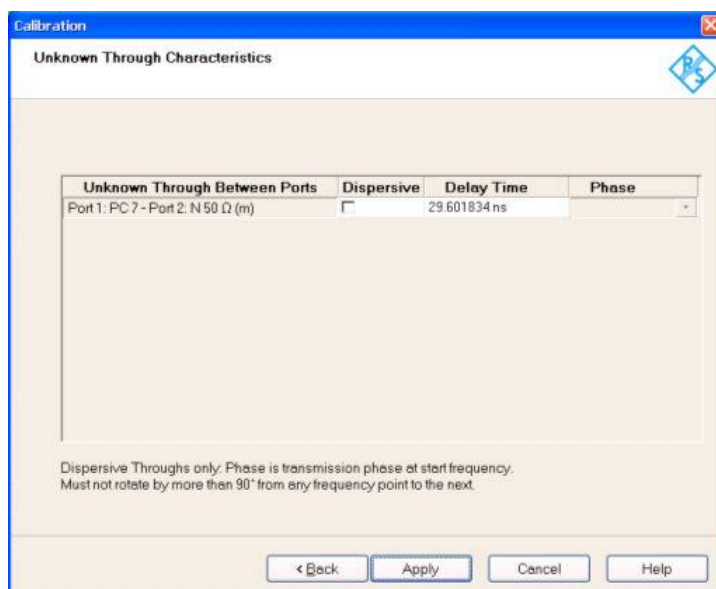 Calibration
Unknown Through Characteristics
R S
Unknown Through Between Ports Dispersive Delay Time Phase
Port 1: PC 7 - Port 2: N 50 Ω (m) 29.601834 ns
Dispersive Throughs only: Phase is transmission phase at start frequency.
Must not rotate by more than 90° from any frequency point to the next.
< Back Apply Cancel Help